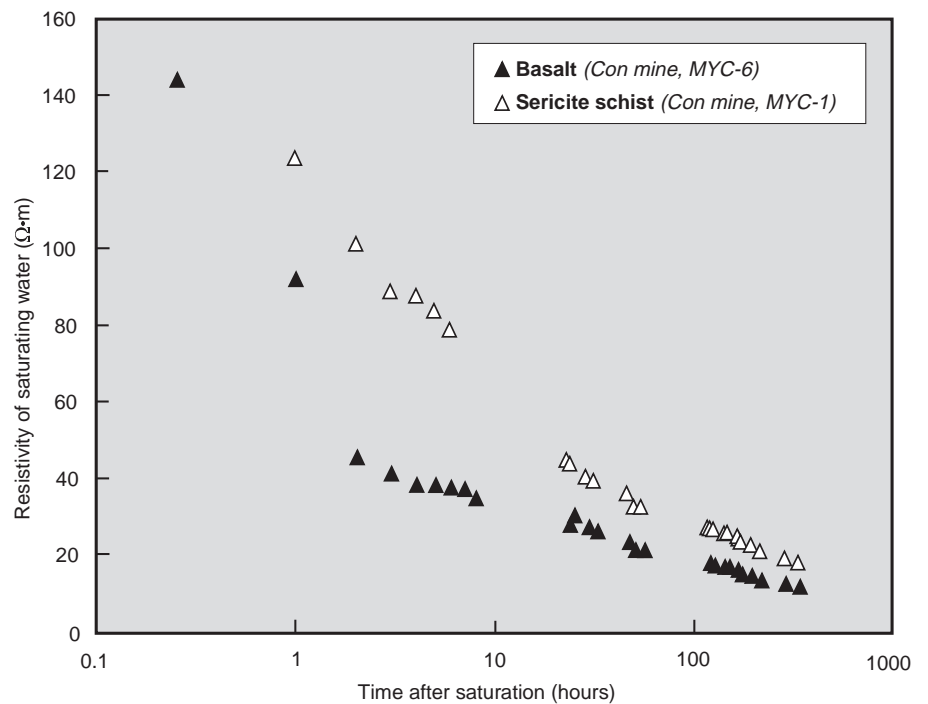 160
140
120
100
80
60
40
20
0
Resistivity of saturating water (Ω•m)
▲ Basalt (Con mine, MYC-6)
△ Sericite schist (Con mine, MYC-1)
0.1 1 10 100 1000
Time after saturation (hours)